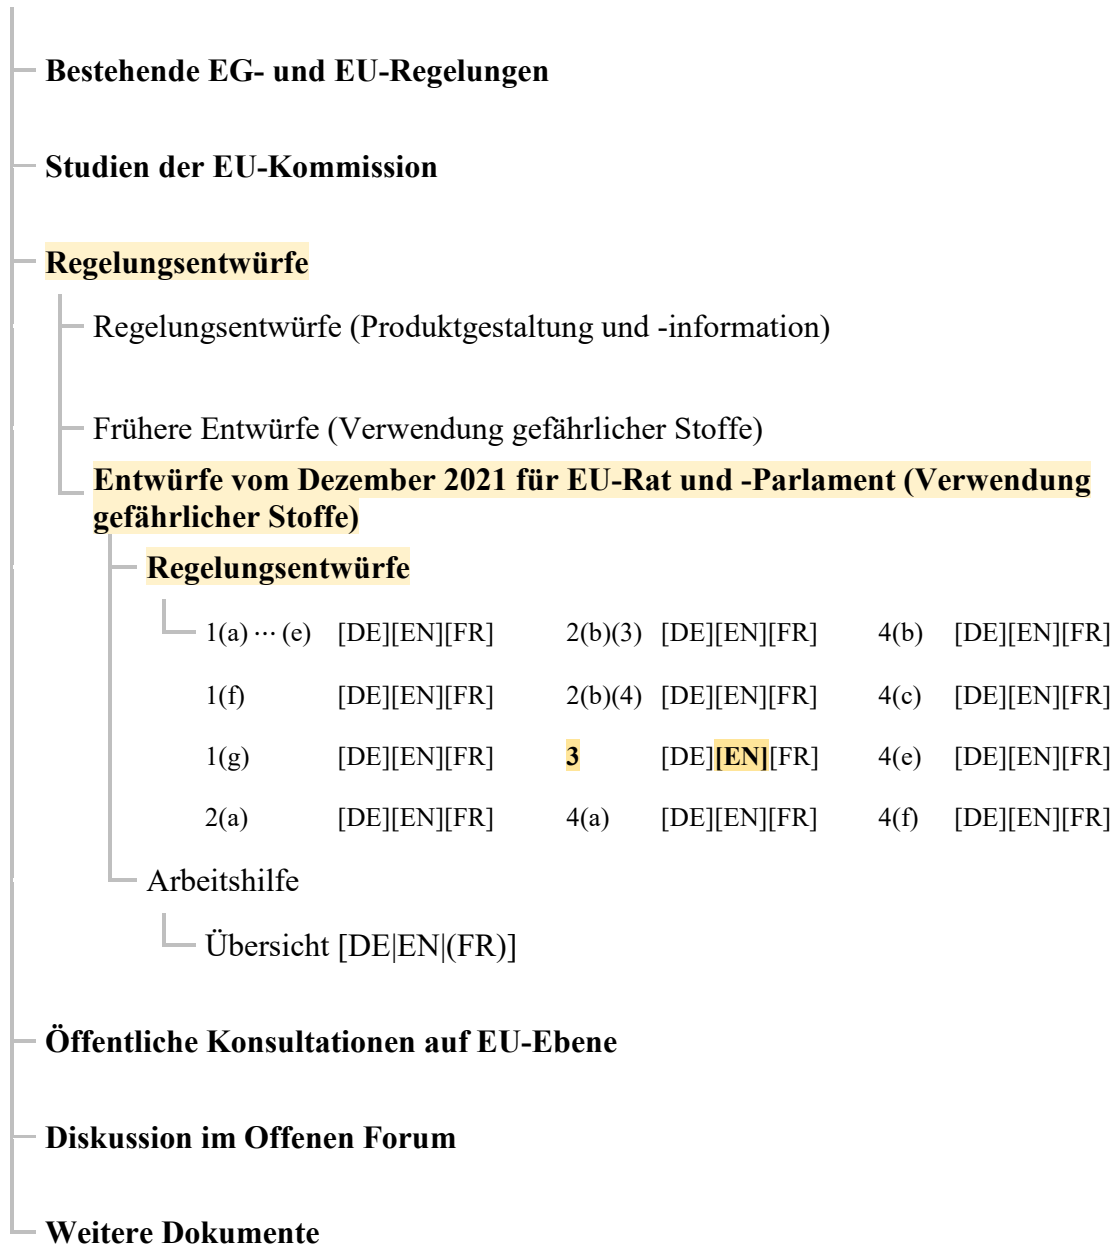 Bestehende EG- und EU-Regelungen
Studien der EU-Kommission
Regelungsentwürfe
Regelungsentwürfe (Produktgestaltung und -information)
Frühere Entwürfe (Verwendung gefährlicher Stoffe)
Entwürfe vom Dezember 2021 für EU-Rat und -Parlament (Verwendung
gefährlicher Stoffe)
Regelungsentwürfe
1(a) ··· (e) [DE][EN][FR] 2(b)(3) [DE][EN][FR] 4(b) [DE][EN][FR]
1(f) [DE][EN][FR] 2(b)(4) [DE][EN][FR] 4(c) [DE][EN][FR]
1(g) [DE][EN][FR] 3 [DE][EN][FR] 4(e) [DE][EN][FR]
2(a) [DE][EN][FR] 4(a) [DE][EN][FR] 4(f) [DE][EN][FR]
Arbeitshilfe
Übersicht [DE|EN|(FR)]
Öffentliche Konsultationen auf EU-Ebene
Diskussion im Offenen Forum
Weitere Dokumente